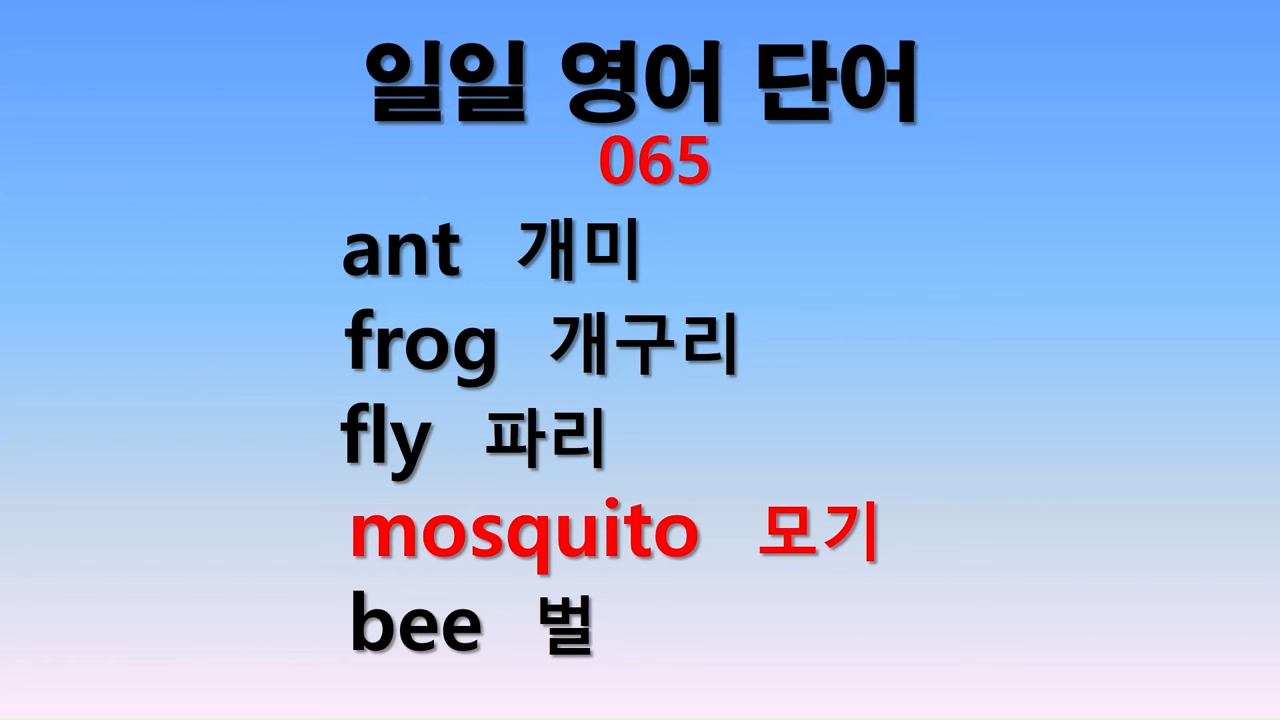 일일 영어 단어
065
ant 개미
frog 개구리
fly 파리
mosquito 모기
bee 벌